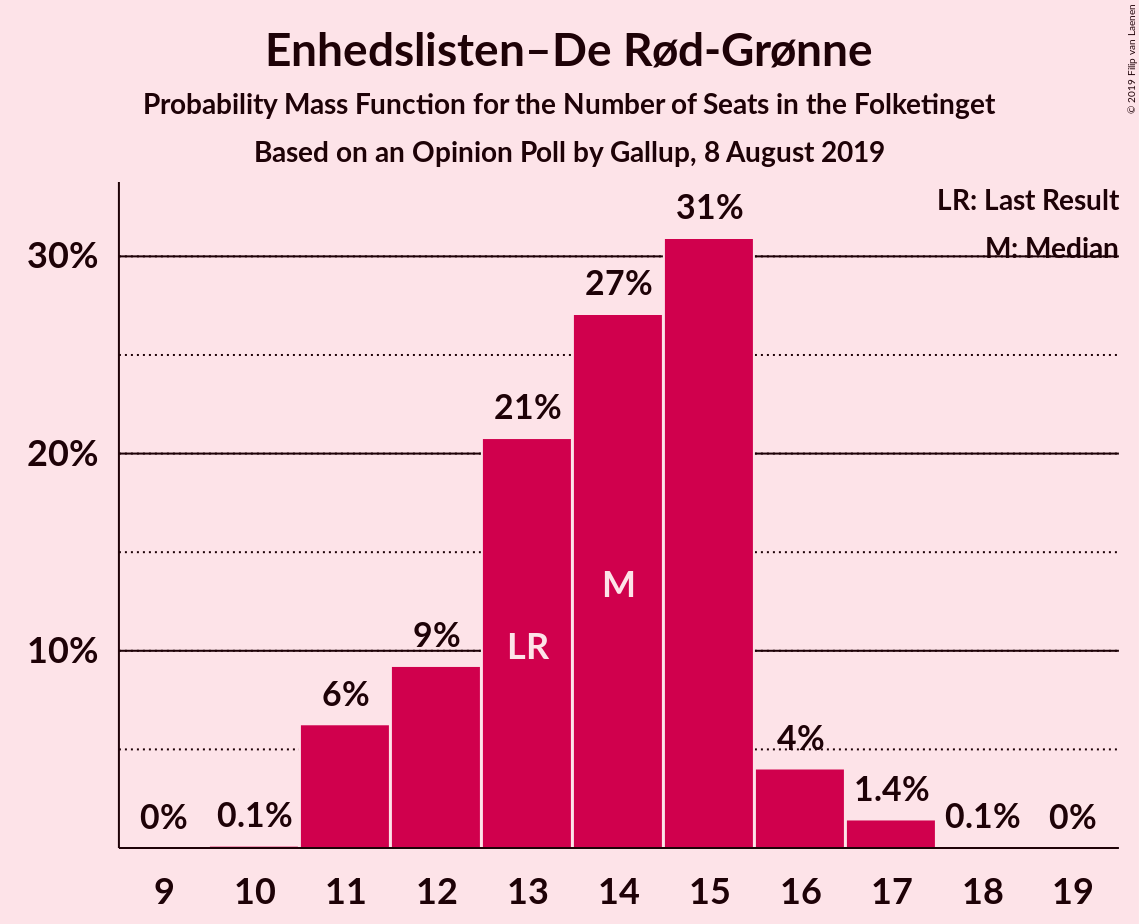 Enhedslisten–De Rød-Grønne
Probability Mass Function for the Number of Seats in the Folketinget
Based on an Opinion Poll by Gallup, 8 August 2019
© 2019 Filip van Laenen
LR: Last Result
M: Median
30%
20%
10%
0%
0.1%
6%
9%
21%
27%
31%
4%
1.4%
0.1%
0%
LR
M
9 10 11 12 13 14 15 16 17 18 19